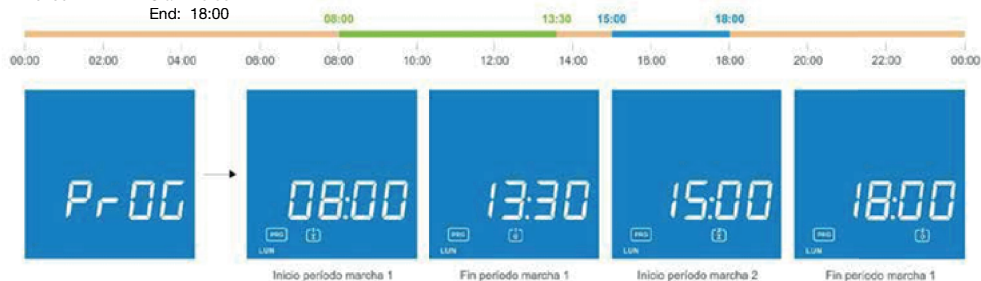 End: 18:00
08:00 13:30 15:00 18:00
00:00 02:00 04:00 06:00 08:00 10:00 12:00 14:00 16:00 18:00 20:00 22:00 00:00
PrOG 08:00 13:30 15:00 18:00
PRG PRG PRG PRG
LUN LUN LUN LUN
Inicio período marcha 1 Fin período marcha 1 Inicio período marcha 2 Fin período marcha 1